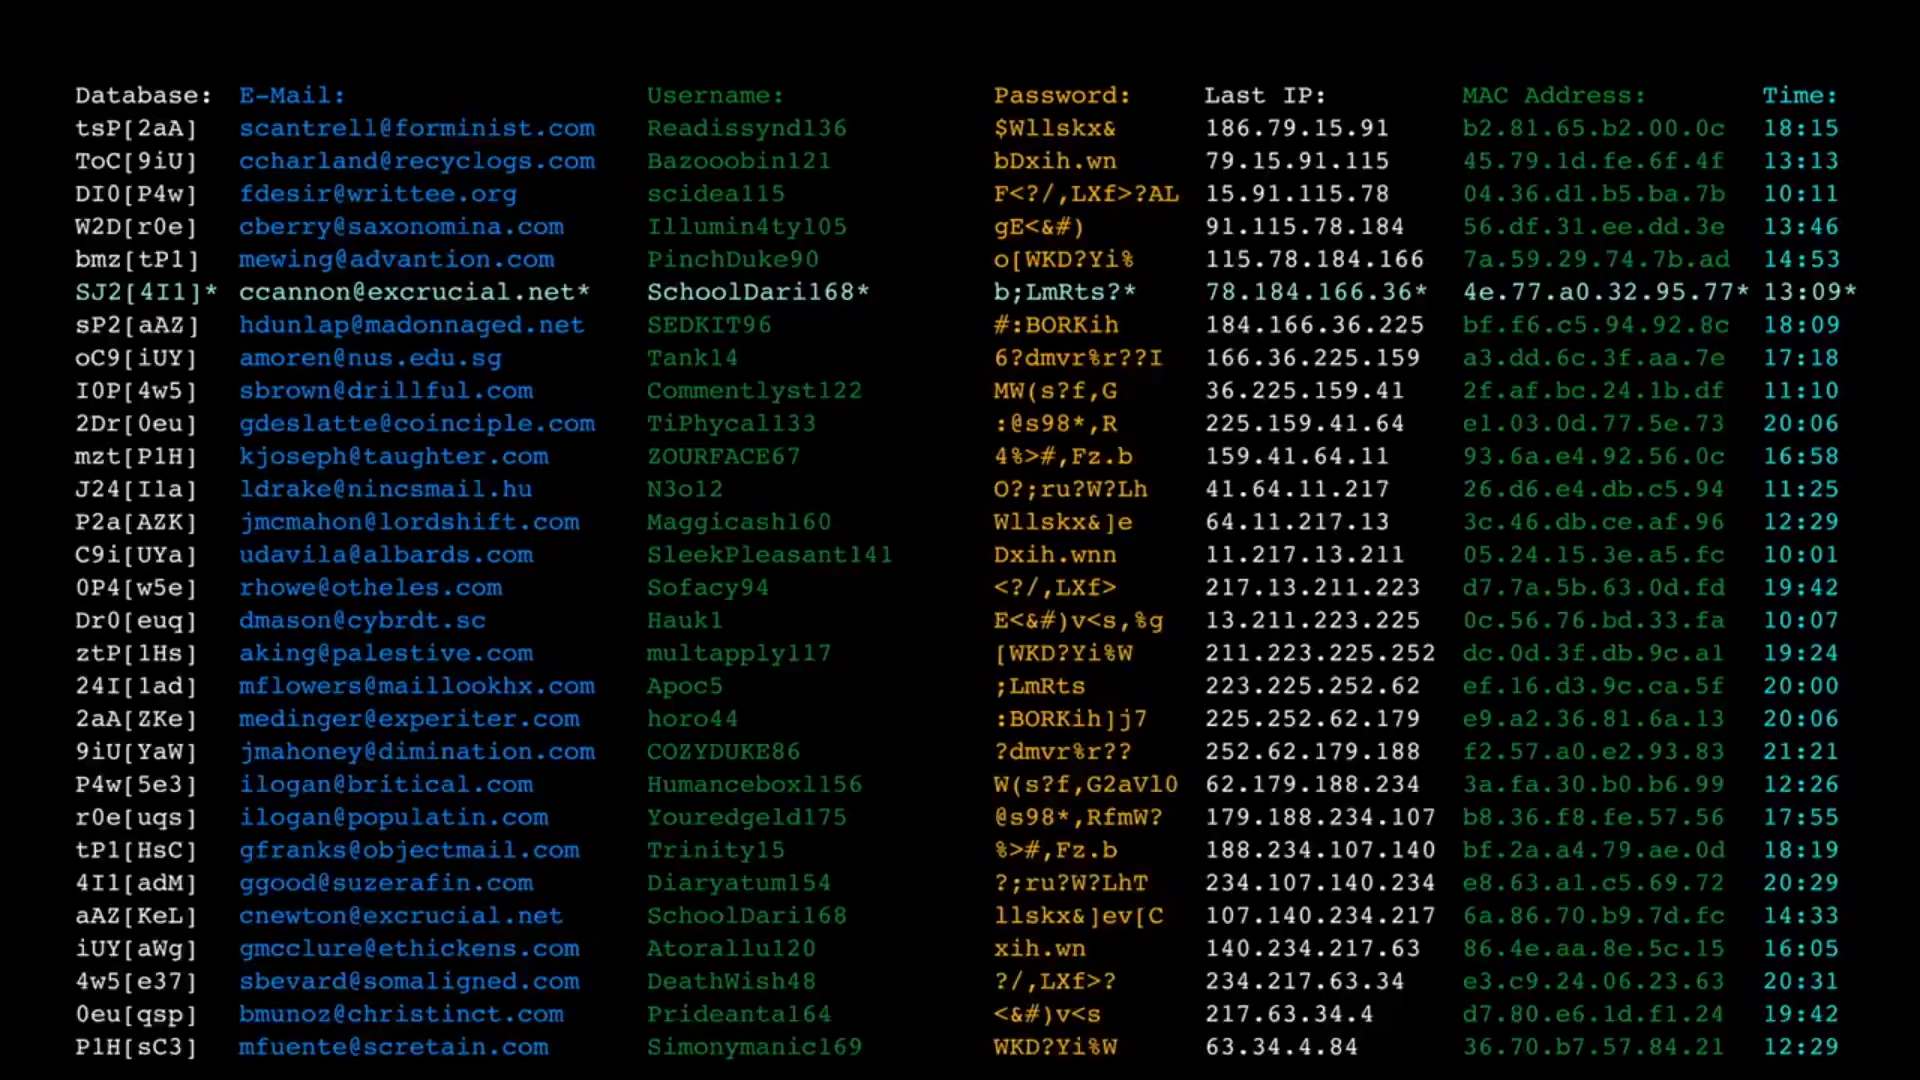 Database: E-Mail: Username: Password: Last IP: MAC Address: Time:
tsP[2aA] scantrell@forminist.com Readissynd136 $Wllskx& 186.79.15.91 b2.81.65.b2.00.0c 18:15
ToC[9iU] ccharland@recyclogs.com Bazooobin121 bDxih.wn 79.15.91.115 45.79.1d.fe.6f.4f 13:13
DI0[P4w] fdesir@writtee.org scidea115 F<?/,LXf>?AL 15.91.115.78 04.36.d1.b5.ba.7b 10:11
W2D[r0e] cberry@saxonomina.com Illumin4ty105 gE<&#) 91.115.78.184 56.df.31.ee.dd.3e 13:46
bmz[tP1] mewing@advantion.com PinchDuke90 o[WKD?Yi% 115.78.184.166 7a.59.29.74.7b.ad 14:53
SJ2[4I1]* ccannon@excrucial.net* SchoolDari168* b;LmRts?* 78.184.166.36* 4e.77.a0.32.95.77* 13:09*
sP2[aAZ] hdunlap@madonnaged.net SEDKIT96 #:BORKih 184.166.36.225 bf.f6.c5.94.92.8c 18:09
oC9[iUY] amoren@nus.edu.sg Tank14 6?dmvr%r??I 166.36.225.159 a3.dd.6c.3f.aa.7e 17:18
I0P[4w5] sbrown@drillful.com Commentlyst122 MW(s?f,G 36.225.159.41 2f.af.bc.24.1b.df 11:10
2Dr[0eu] gdeslatte@coinciple.com TiPhycal133 :@s98*,R 225.159.41.64 e1.03.0d.77.5e.73 20:06
mzt[P1H] kjoseph@taughter.com ZOURFACE67 4%>#,Fz.b 159.41.64.11 93.6a.e4.92.56.0c 16:58
J24[I1a] ldrake@nincsmail.hu N3o12 O?;ru?W?Lh 41.64.11.217 26.d6.e4.db.c5.94 11:25
P2a[AZK] jmcmahon@lordshift.com Maggicash160 Wllskx&]e 64.11.217.13 3c.46.db.ce.af.96 12:29
C9i[UYa] udavila@albards.com SleekPleasant141 Dxih.wnn 11.217.13.211 05.24.15.3e.a5.fc 10:01
0P4[w5e] rhowe@otheles.com Sofacy94 <?/,LXf> 217.13.211.223 d7.7a.5b.63.0d.fd 19:42
Dr0[euq] dmason@cybrdt.sc Hauk1 E<&#)v<s,%g 13.211.223.225 0c.56.76.bd.33.fa 10:07
ztP[1Hs] aking@palestive.com multapply117 [WKD?Yi%W 211.223.225.252 dc.0d.3f.db.9c.a1 19:24
24I[1ad] mflowers@maillookhx.com Apoc5 ;LmRts 223.225.252.62 ef.16.d3.9c.ca.5f 20:00
2aA[ZKe] medinger@experiter.com horo44 :BORKih]j7 225.252.62.179 e9.a2.36.81.6a.13 20:06
9iU[YaW] jmahoney@dimination.com COZYDUKE86 ?dmvr%r?? 252.62.179.188 f2.57.a0.e2.93.83 21:21
P4w[5e3] ilogan@britical.com Humanceboxl156 W(s?f,G2aVl0 62.179.188.234 3a.fa.30.b0.b6.99 12:26
r0e[uqs] ilogan@populatin.com Youredgeld175 @s98*,RfmW? 179.188.234.107 b8.36.f8.fe.57.56 17:55
tP1[HsC] gfranks@objectmail.com Trinity15 %>#,Fz.b 188.234.107.140 bf.2a.a4.79.ae.0d 18:19
4I1[adM] ggood@suzerafin.com Diaryatum154 ?;ru?W?LhT 234.107.140.234 e8.63.a1.c5.69.72 20:29
aAZ[KeL] cnewton@excrucial.net SchoolDari168 llskx&]ev[C 107.140.234.217 6a.86.70.b9.7d.fc 14:33
iUY[aWg] gmcclure@ethickens.com Atorallu120 xih.wn 140.234.217.63 86.4e.aa.8e.5c.15 16:05
4w5[e37] sbevard@somaligned.com DeathWish48 ?/,LXf>? 234.217.63.34 e3.c9.24.06.23.63 20:31
0eu[qsp] bmunoz@christinct.com Prideanta164 <&#)v<s 217.63.34.4 d7.80.e6.1d.f1.24 19:42
P1H[sC3] mfuente@scretain.com Simonymanic169 WKD?Yi%W 63.34.4.84 36.70.b7.57.84.21 12:29